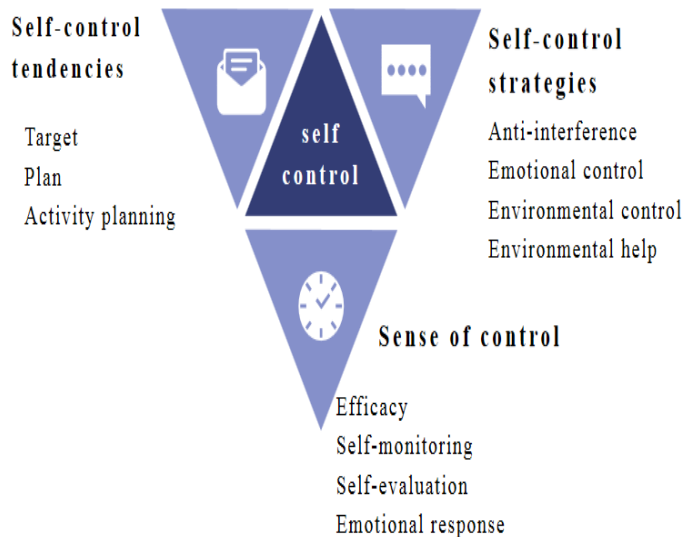 Self-control
tendencies
Target
Plan
Activity planning
self
control
Self-control
strategies
Anti-interference
Emotional control
Environmental control
Environmental help
Sense of control
Efficacy
Self-monitoring
Self-evaluation
Emotional response